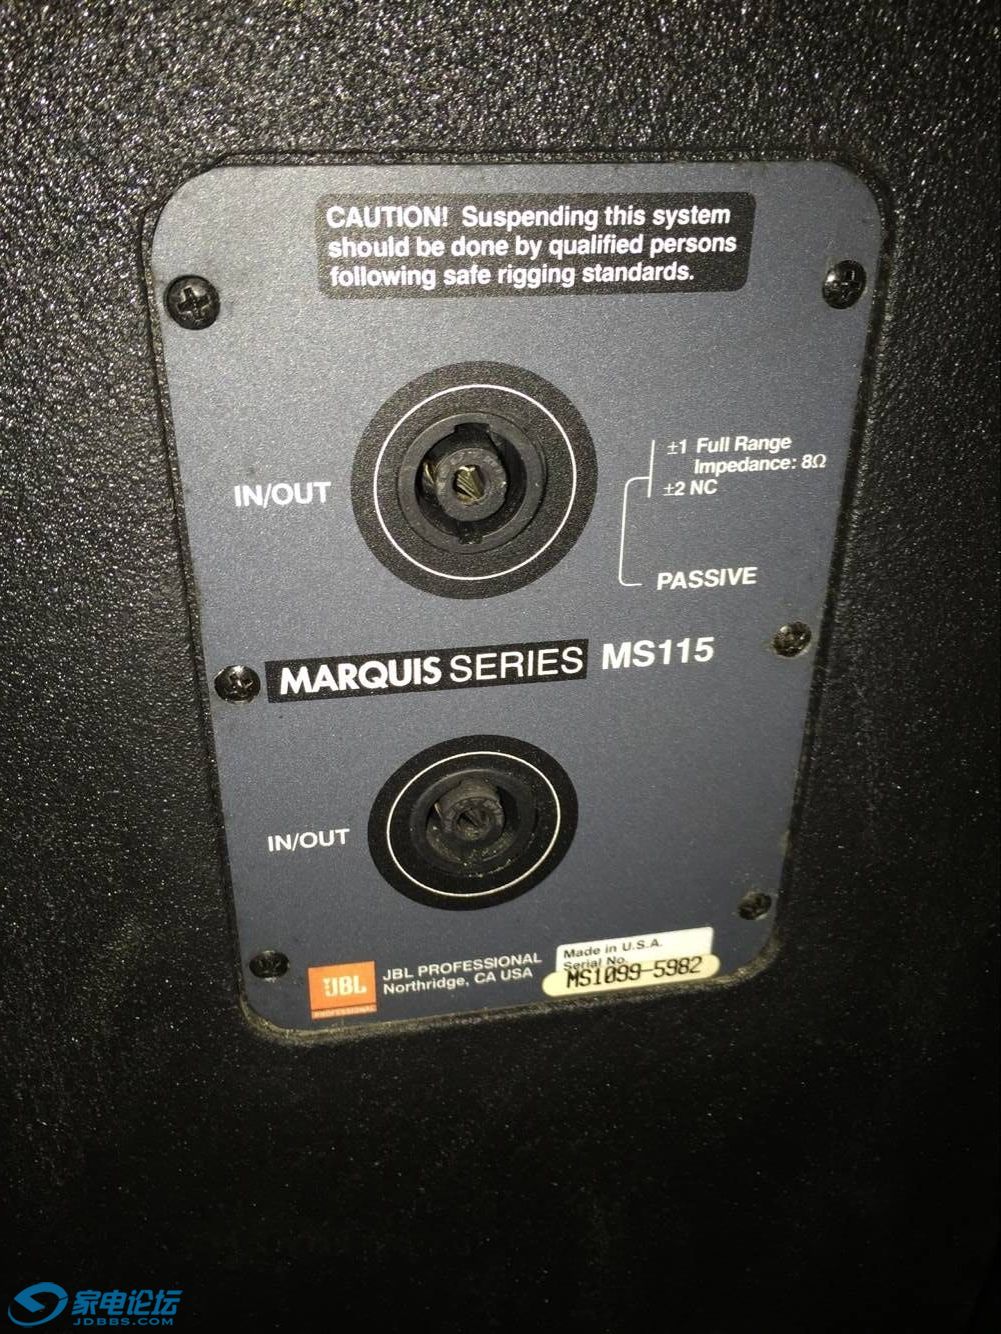 CAUTION! Suspending this system
should be done by qualified persons
following safe rigging standards.
IN/OUT
±1 Full Range
Impedance: 8Ω
±2 NC
PASSIVE
MARQUIS SERIES MS115
IN/OUT
JBL
PROFESSIONAL
JBL PROFESSIONAL
Northridge, CA USA
Made in U.S.A.
Serial No.
MS1099-5982
家电论坛
JDBBS.COM